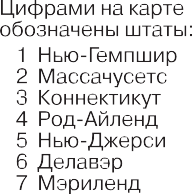 Цифрами на карте
обозначены штаты:
1 Нью-Гемпшир
2 Массачусетс
3 Коннектикут
4 Род-Айленд
5 Нью-Джерси
6 Делавэр
7 Мэриленд